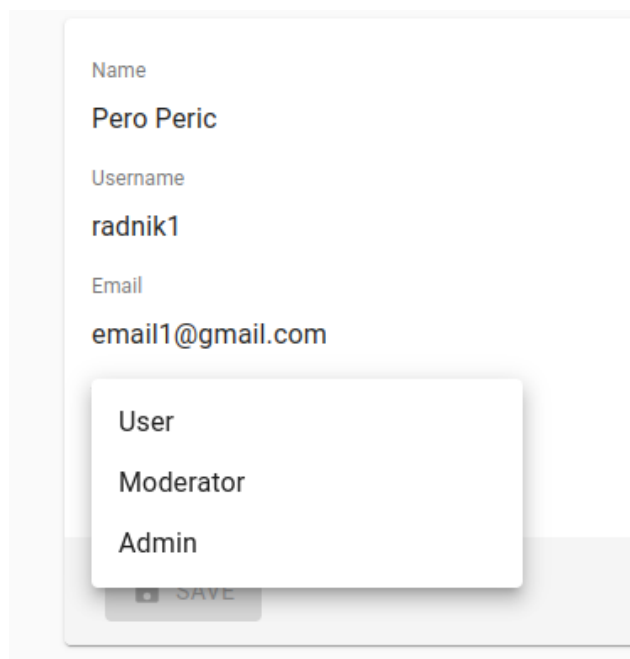 Name
Pero Peric
Username
radnik1
Email
email1@gmail.com
User
Moderator
Admin
SAVE